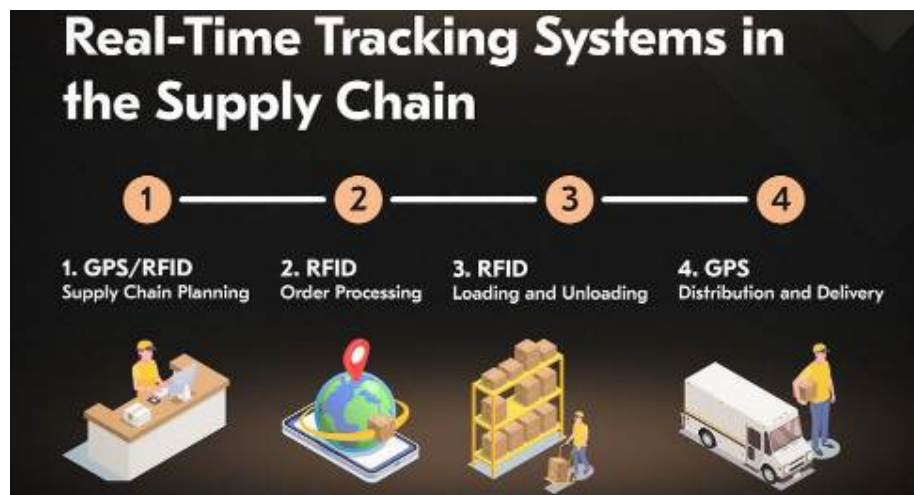 Real-Time Tracking Systems in
the Supply Chain
1
2
3
4
1. GPS/RFID
Supply Chain Planning
2. RFID
Order Processing
3. RFID
Loading and Unloading
4. GPS
Distribution and Delivery